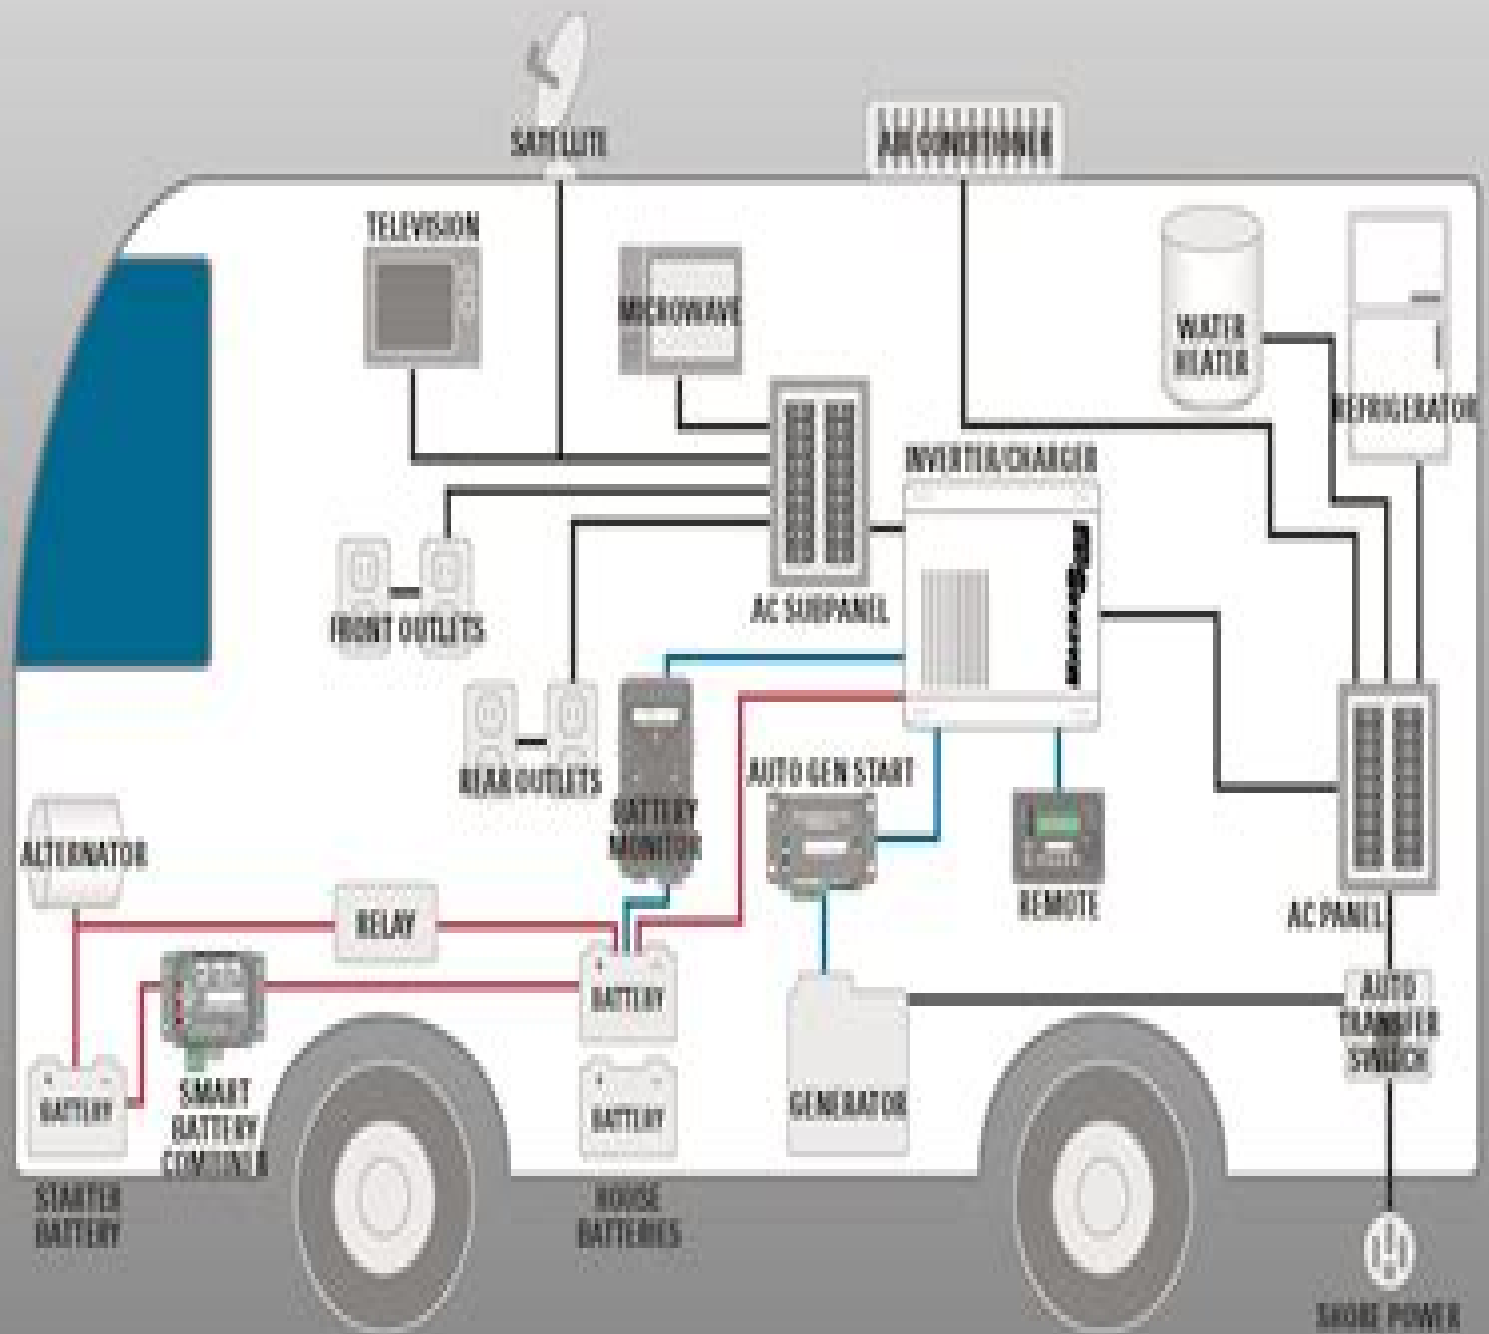 SATELLITE
AIR CONDITIONER
TELEVISION
MICROWAVE
WATER
HEATER
REFRIGERATOR
INVERTER/CHARGER
FRONT OUTLETS
AC SUBPANEL
REAR OUTLETS
BATTERY
MONITOR
AUTO GEN START
REMOTE
ALTERNATOR
RELAY
AC PANEL
BATTERY
AUTO
TRANSFER
SWITCH
BATTERY
SMART
BATTERY
COMBINER
BATTERY
GENERATOR
STARTER
BATTERY
HOUSE
BATTERIES
SHORE POWER